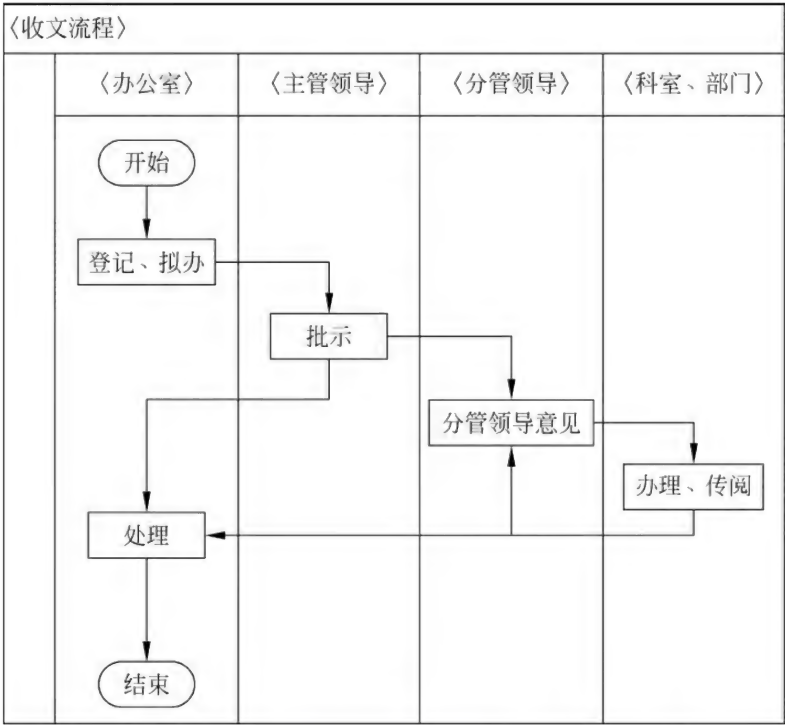 〈收文流程〉
〈办公室〉 〈主管领导〉 〈分管领导〉 〈科室、部门〉
开始
登记、拟办
批示
分管领导意见
办理、传阅
处理
结束